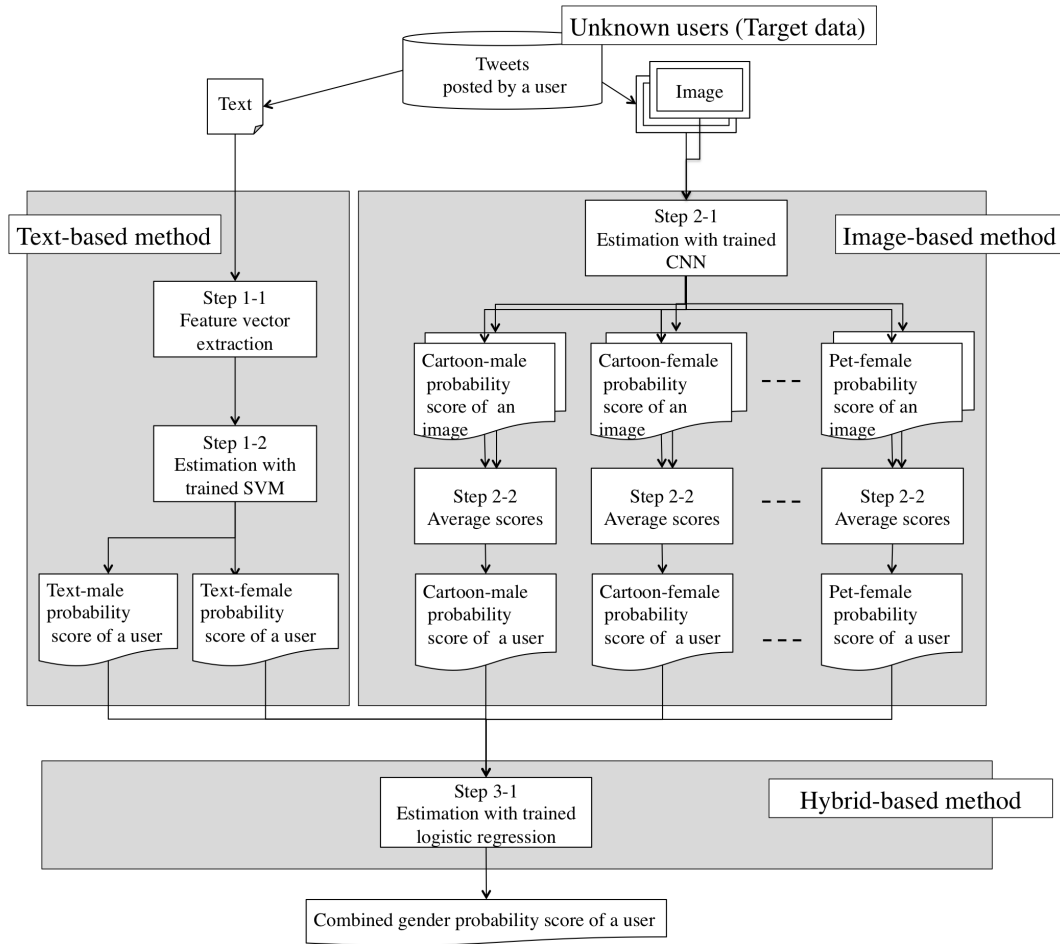 Unknown users (Target data)
Tweets
posted by a user
Text
Image
Text-based method
Image-based method
Step 2-1
Estimation with trained
CNN
Step 1-1
Feature vector
extraction
Cartoon-male
probability
score of an
image
Cartoon-female
probability
score of an
image
Pet-female
probability
score of an
image
Step 1-2
Estimation with
trained SVM
Step 2-2
Average scores
Step 2-2
Average scores
Step 2-2
Average scores
Text-male
probability
score of a user
Text-female
probability
score of a user
Cartoon-male
probability
score of a user
Cartoon-female
probability
score of a user
Pet-female
probability
score of a user
Step 3-1
Estimation with trained
logistic regression
Hybrid-based method
Combined gender probability score of a user